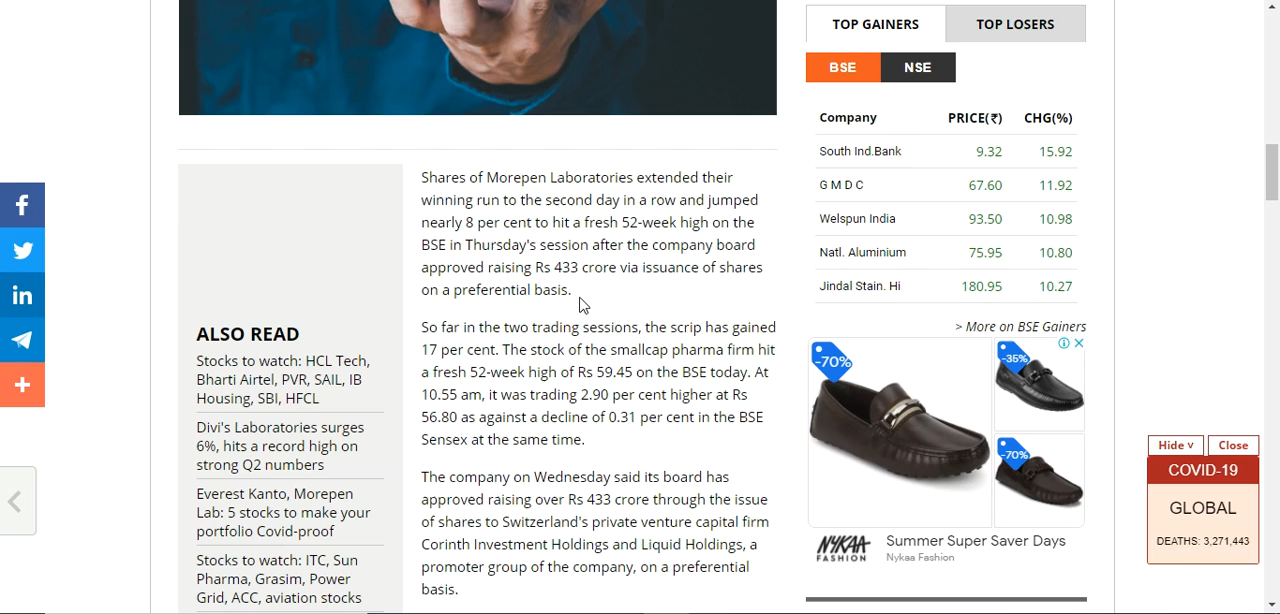 Shares of Morepen Laboratories extended their
winning run to the second day in a row and jumped
nearly 8 per cent to hit a fresh 52-week high on the
BSE in Thursday's session after the company board
approved raising Rs 433 crore via issuance of shares
on a preferential basis.
So far in the two trading sessions, the scrip has gained
17 per cent. The stock of the smallcap pharma firm hit
a fresh 52-week high of Rs 59.45 on the BSE today. At
10.55 am, it was trading 2.90 per cent higher at Rs
56.80 as against a decline of 0.31 per cent in the BSE
Sensex at the same time.
The company on Wednesday said its board has
approved raising over Rs 433 crore through the issue
of shares to Switzerland's private venture capital firm
Corinth Investment Holdings and Liquid Holdings, a
promoter group of the company, on a preferential
basis.
ALSO READ
Stocks to watch: HCL Tech,
Bharti Airtel, PVR, SAIL, IB
Housing, SBI, HFCL
Divi's Laboratories surges
6%, hits a record high on
strong Q2 numbers
Everest Kanto, Morepen
Lab: 5 stocks to make your
portfolio Covid-proof
Stocks to watch: ITC, Sun
Pharma, Grasim, Power
Grid, ACC, aviation stocks
TOP GAINERS TOP LOSERS
BSE NSE
Company PRICE(₹) CHG(%)
South Ind.Bank 9.32 15.92
G M D C 67.60 11.92
Welspun India 93.50 10.98
Natl. Aluminium 75.95 10.80
Jindal Stain. Hi 180.95 10.27
> More on BSE Gainers
-70%
-35%
-70%
NYKAA
FASHION
Summer Super Saver Days
Nykaa Fashion
Hide v Close
COVID-19
GLOBAL
DEATHS: 3,271,443